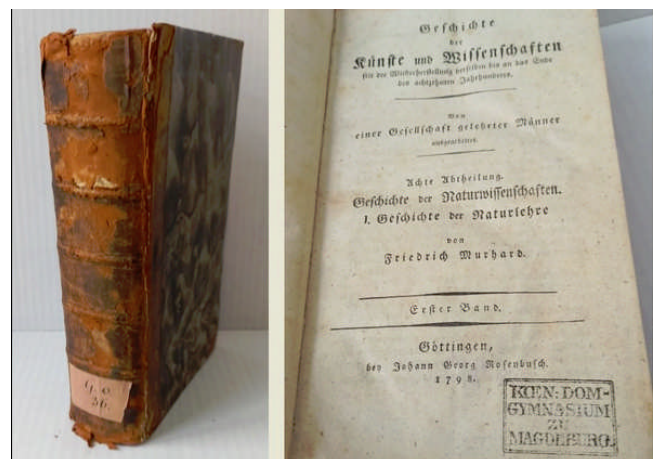 G. o.
36.
Geschichte
der
Künste und Wissenschaften
seit der Wiederherstellung derselben bis an das Ende
des achtzehnten Jahrhunderts.
Von
einer Gesellschaft gelehrter Männer
ausgearbeitet.
Achte Abtheilung.
Geschichte der Naturwissenschaften.
I. Geschichte der Naturlehre
von
Friedrich Murhard.
Erster Band.
Göttingen,
bey Johann Georg Rosenbusch.
1798.
KŒN: DOM-
GYMNASIUM
ZU
MAGDEBURG.